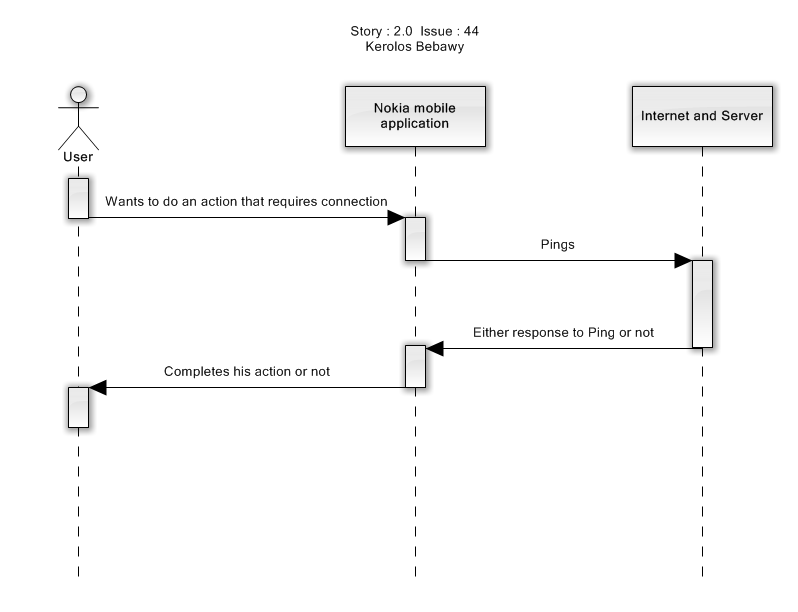 Story : 2.0  Issue : 44
Kerolos Bebawy
Nokia mobile
application
Internet and Server
User
Wants to do an action that requires connection
Pings
Either response to Ping or not
Completes his action or not